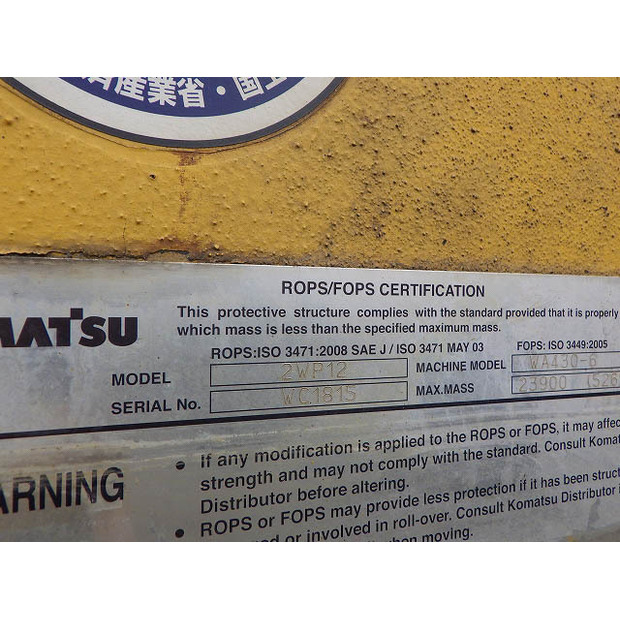 産業省・国土
ROPS/FOPS CERTIFICATION
MATSU
This protective structure complies with the standard provided that it is properly
which mass is less than the specified maximum mass.
ROPS:ISO 3471:2008 SAE J / ISO 3471 MAY 03 FOPS: ISO 3449:2005
MODEL 2WP12 MACHINE MODEL WA430-6
SERIAL No. WC1815 MAX.MASS 23900 (526
ARNING
• If any modification is applied to the ROPS or FOPS, it may affec
strength and may not comply with the standard. Consult Komat
Distributor before altering.
• ROPS or FOPS may provide less protection if it has been struct
or involved in roll-over. Consult Komatsu Distributor i
when moving.